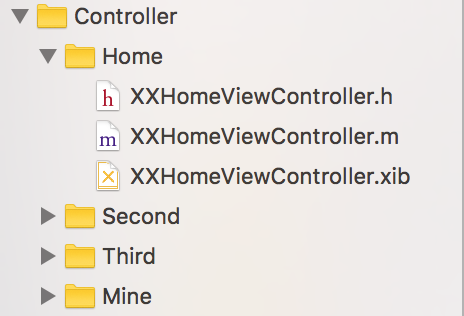 Controller
Home
h XXHomeViewController.h
m XXHomeViewController.m
XXHomeViewController.xib
Second
Third
Mine